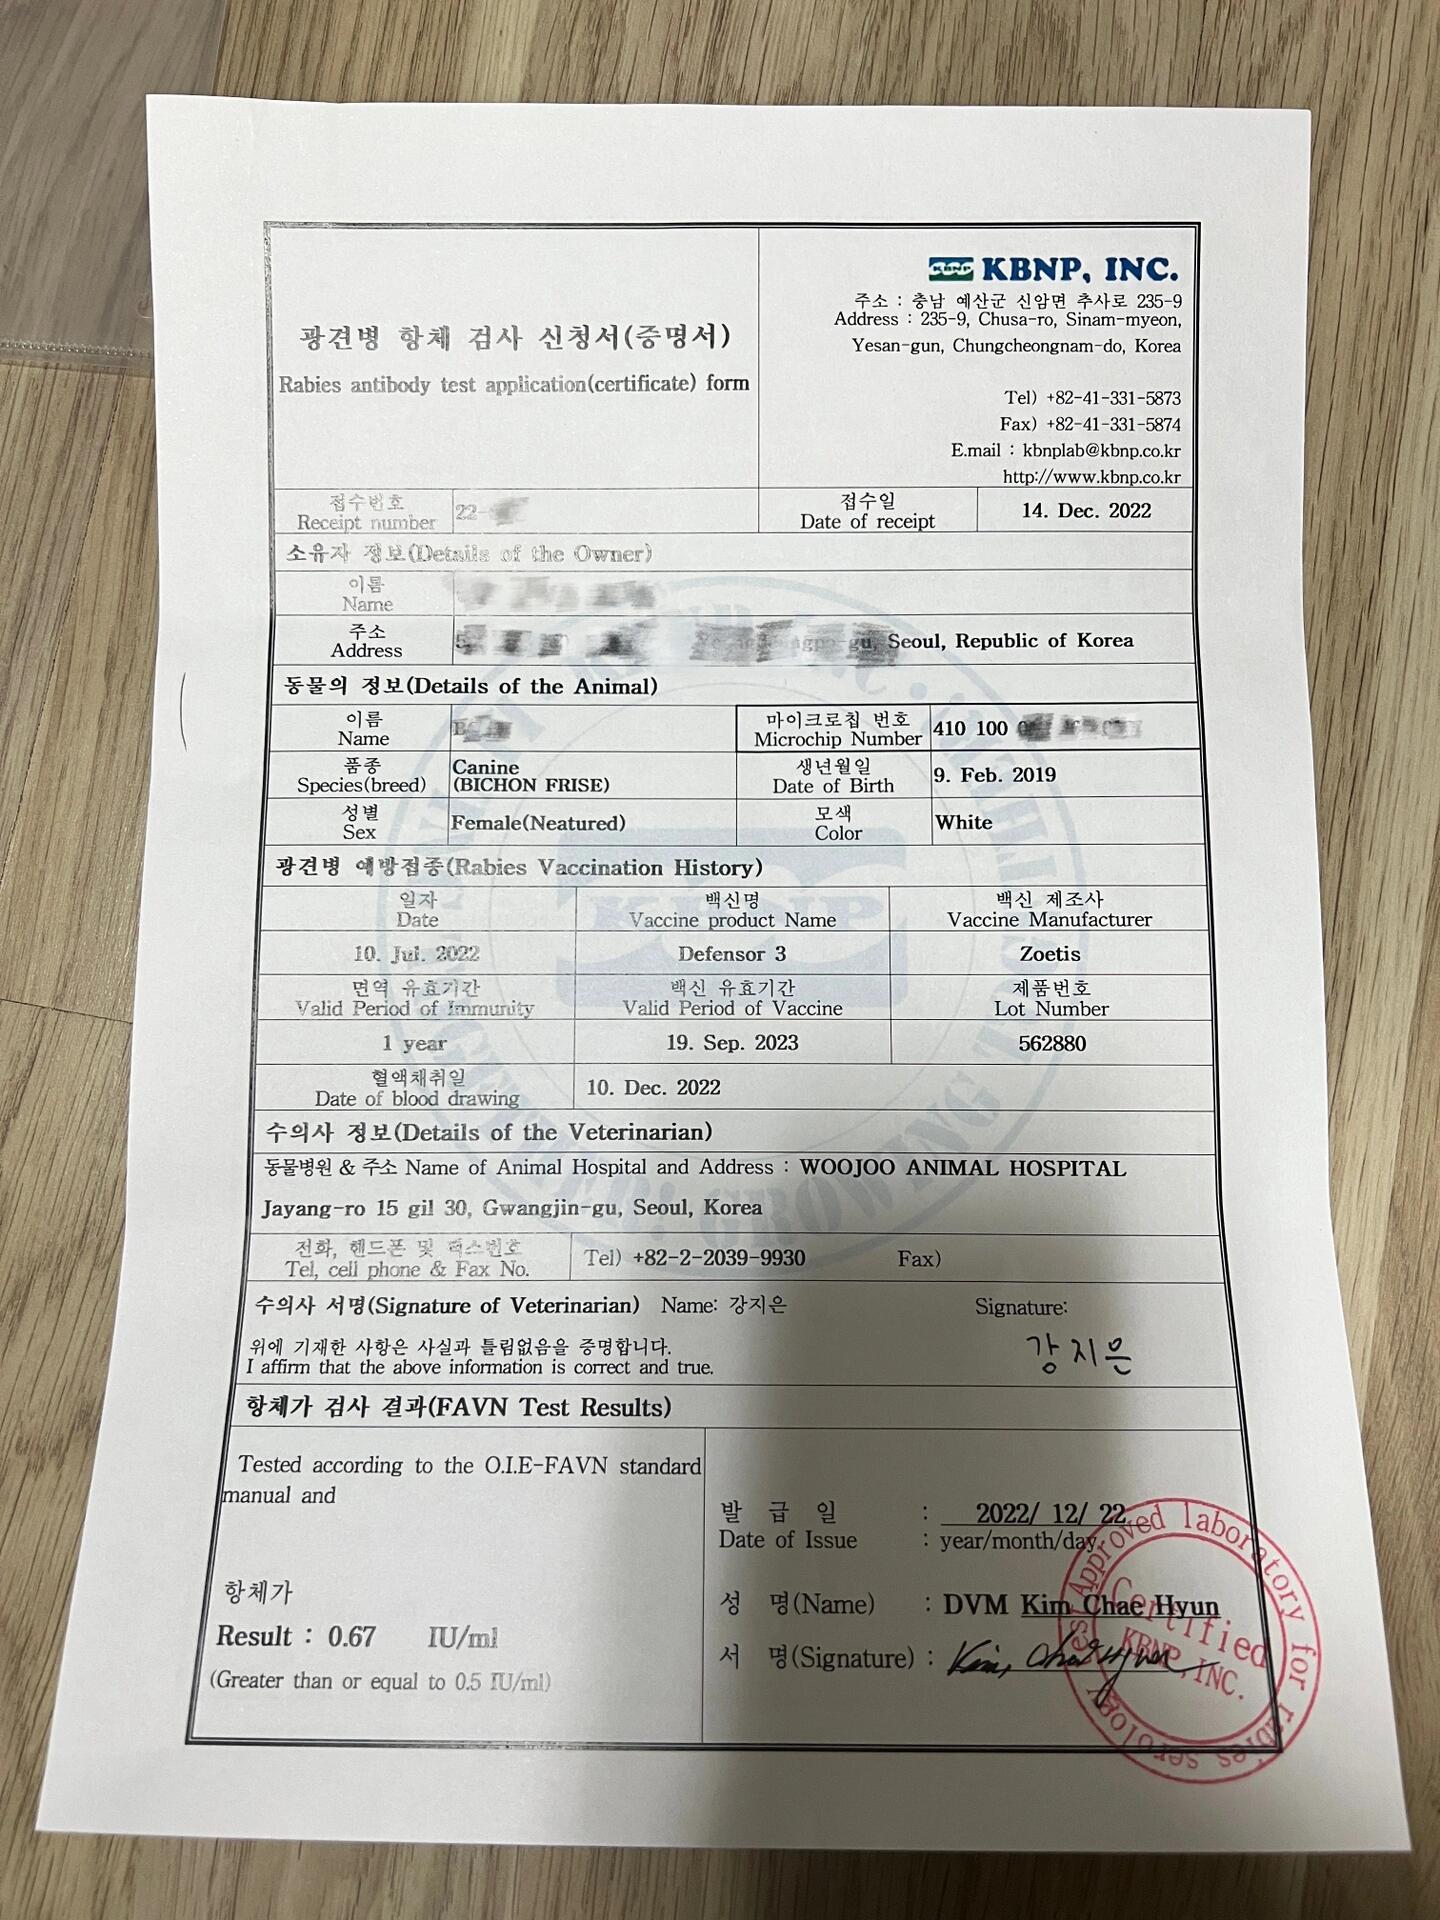 광견병 항체 검사 신청서(증명서)
Rabies antibody test application(certificate) form
KBNP KBNP, INC.
주소 : 충남 예산군 신암면 추사로 235-9
Address : 235-9, Chusa-ro, Sinam-myeon,
Yesan-gun, Chungcheongnam-do, Korea
Tel) +82-41-331-5873
Fax) +82-41-331-5874
E.mail : kbnplab@kbnp.co.kr
http://www.kbnp.co.kr
접수번호
Receipt number
22-
접수일
Date of receipt
14. Dec. 2022
소유자 정보(Details of the Owner)
이름
Name
주소
Address
Seoul, Republic of Korea
동물의 정보(Details of the Animal)
이름
Name
마이크로칩 번호
Microchip Number
410 100
품종
Species(breed)
Canine
(BICHON FRISE)
생년월일
Date of Birth
9. Feb. 2019
성별
Sex
Female(Neatured)
모색
Color
White
광견병 예방접종(Rabies Vaccination History)
일자
Date
백신명
Vaccine product Name
백신 제조사
Vaccine Manufacturer
10. Jul. 2022
Defensor 3
Zoetis
면역 유효기간
Valid Period of Immunity
백신 유효기간
Valid Period of Vaccine
제품번호
Lot Number
1 year
19. Sep. 2023
562880
혈액채취일
Date of blood drawing
10. Dec. 2022
수의사 정보(Details of the Veterinarian)
동물병원 & 주소 Name of Animal Hospital and Address : WOOJOO ANIMAL HOSPITAL
Jayang-ro 15 gil 30, Gwangjin-gu, Seoul, Korea
전화, 핸드폰 및 팩스번호
Tel, cell phone & Fax No.
Tel) +82-2-2039-9930 Fax)
수의사 서명(Signature of Veterinarian) Name: 강지은 Signature:
강지은
위에 기재한 사항은 사실과 틀림없음을 증명합니다.
I affirm that the above information is correct and true.
항체가 검사 결과(FAVN Test Results)
Tested according to the O.I.E-FAVN standard
manual and
항체가
Result : 0.67 IU/ml
(Greater than or equal to 0.5 IU/ml)
발 급 일 : 2022/ 12/ 22
Date of Issue : year/month/day
성 명(Name) : DVM Kim Chae Hyun
서 명(Signature) : Kim, Chae Hyun
Approved laboratory for rabies serology test
Certified
KBNP, INC.